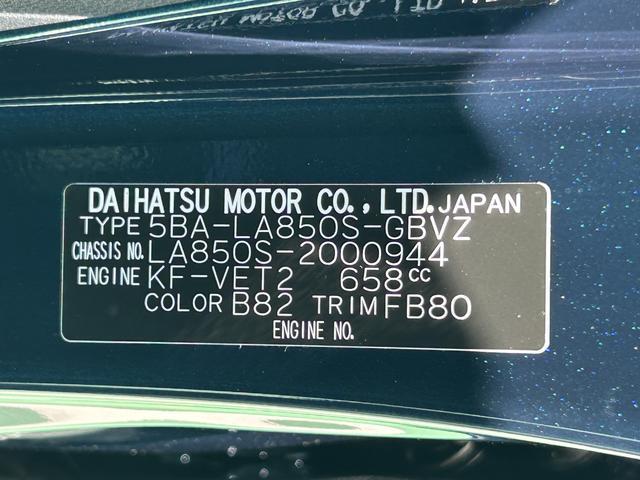 DAIHATSU MOTOR CO., LTD. JAPAN
TYPE 5BA-LA850S-GBVZ
CHASSIS NO. LA850S-2000944
ENGINE KF-VET2 658CC
COLOR B82 TRIM FB80
ENGINE NO.